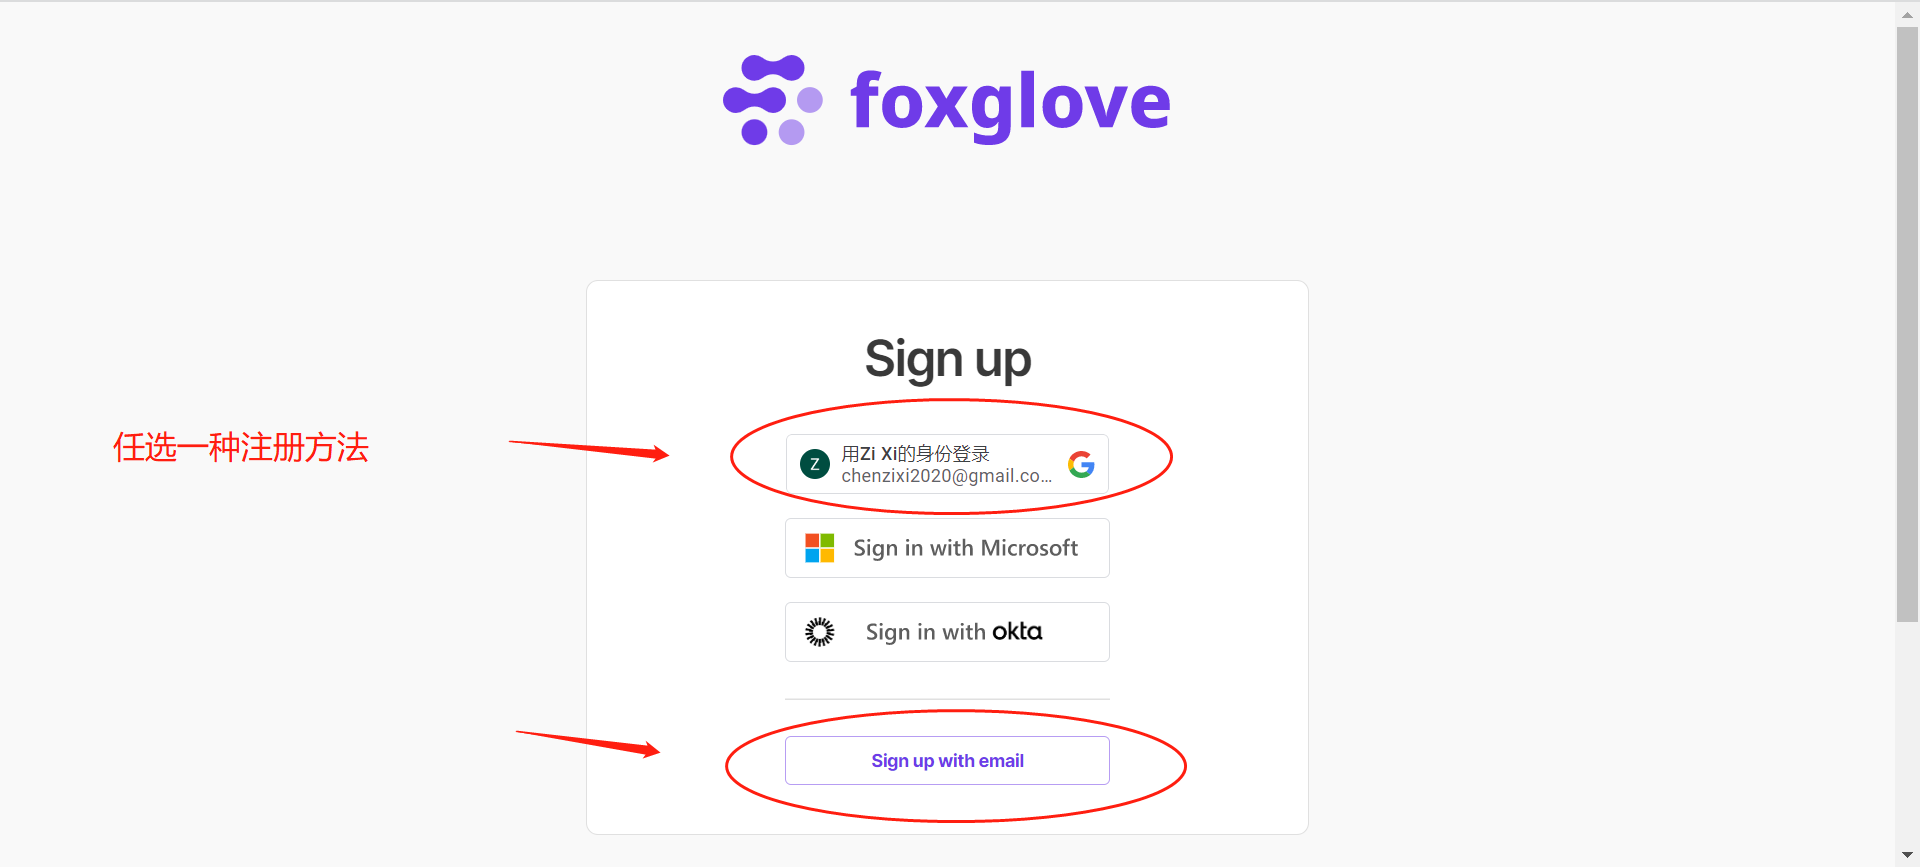 foxglove
Sign up
任选一种注册方法
Z
用Zi Xi的身份登录
chenzixi2020@gmail.co...
Sign in with Microsoft
Sign in with okta
Sign up with email